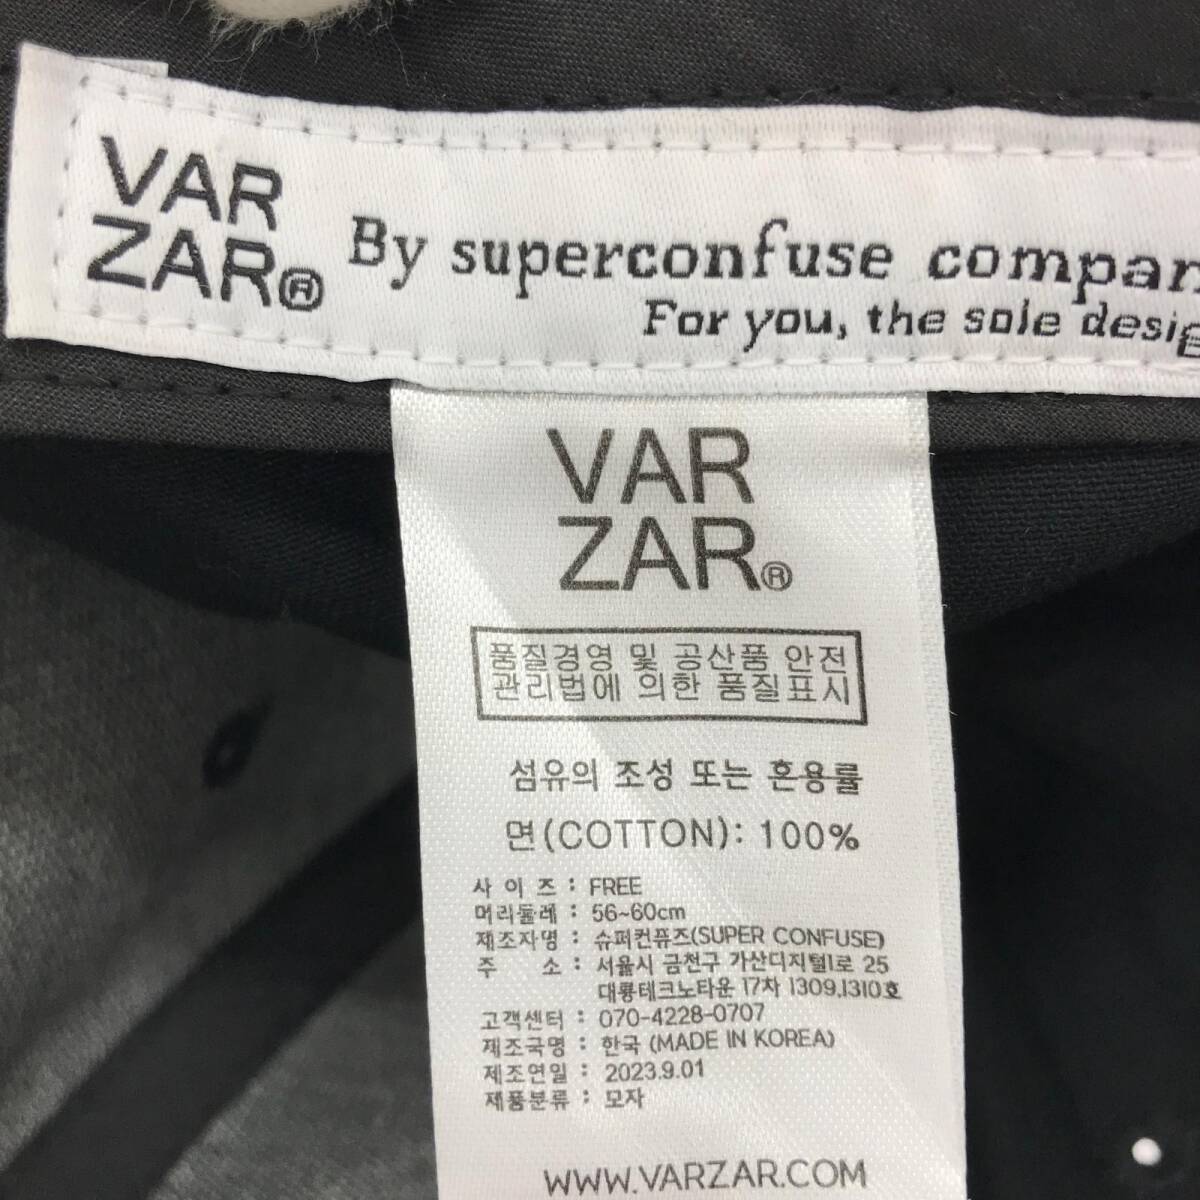 VAR
ZAR®
By superconfuse
For you, the sole
VAR
ZAR®
품질경영 및 공산품 안전
관리법에 의한 품질표시
섬유의 조성 또는 혼용률
면(COTTON): 100%
사 이 즈 : FREE
머리둘레 : 56~60cm
제조자명 : 슈퍼컨퓨즈(SUPER CONFUSE)
주 소 : 서울시 금천구 가산디지털1로 25
대륭테크노타운 17차 1309,1310호
고객센터 : 070-4228-0707
제조국명 : 한국 (MADE IN KOREA)
제조연일 : 2023.9.01
제품분류 : 모자
WWW.VARZAR.COM